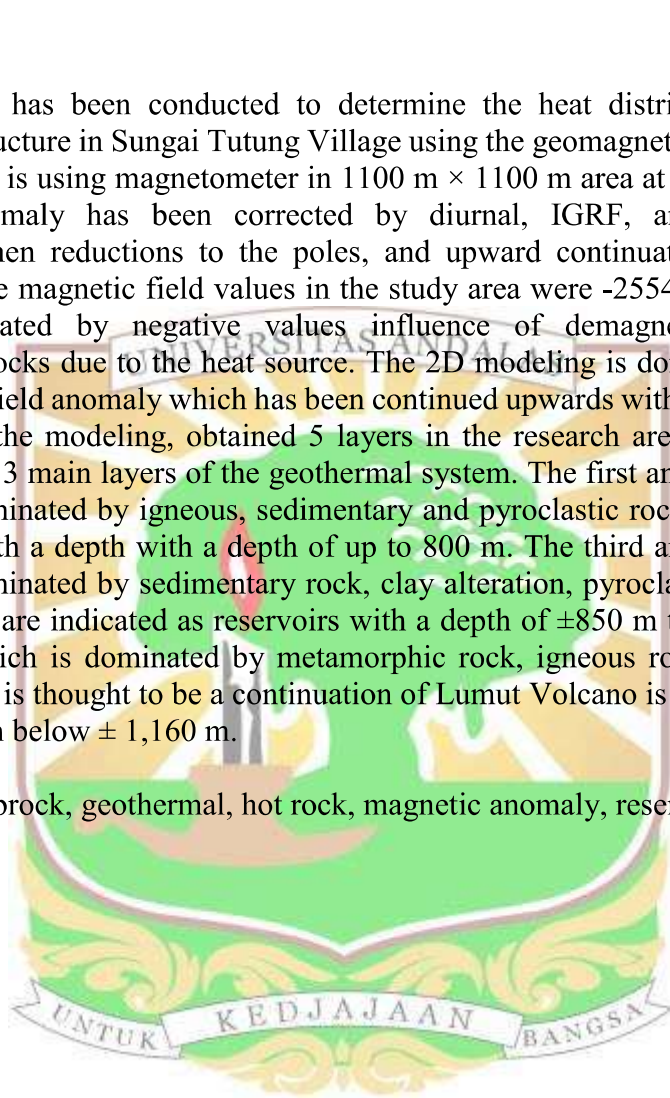 has been conducted to determine the heat distri
ucture in Sungai Tutung Village using the geomagnet
is using magnetometer in 1100 m × 1100 m area at
maly has been corrected by diurnal, IGRF, a
en reductions to the poles, and upward continuat
e magnetic field values in the study area were -2554
ated by negative values influence of demagne
ocks due to the heat source. The 2D modeling is do
ield anomaly which has been continued upwards with
the modeling, obtained 5 layers in the research are
3 main layers of the geothermal system. The first an
minated by igneous, sedimentary and pyroclastic roc
th a depth with a depth of up to 800 m. The third a
minated by sedimentary rock, clay alteration, pyrocla
are indicated as reservoirs with a depth of ±850 m t
hich is dominated by metamorphic rock, igneous ro
is thought to be a continuation of Lumut Volcano is
n below ± 1,160 m.
prock, geothermal, hot rock, magnetic anomaly, rese
UNIVERSITAS ANDALAS
UNTUK KEDJAJAAN BANGSA